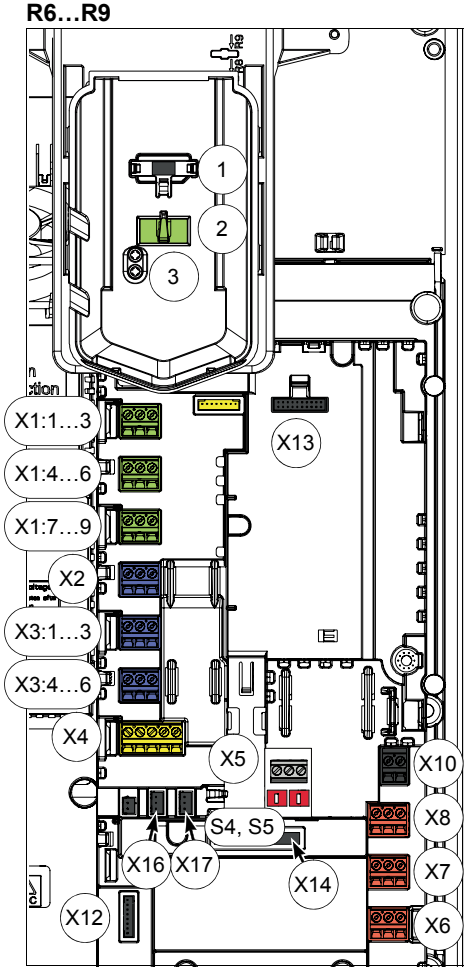 R6...R9
R9
R8
1
2
3
n
xtion
X1:1...3
X13
X1:4...6
X1:7...9
X2
X3:1...3
X3:4...6
X4
X5
X10
S4, S5
X8
X16
X17
X14
X7
X12
X6